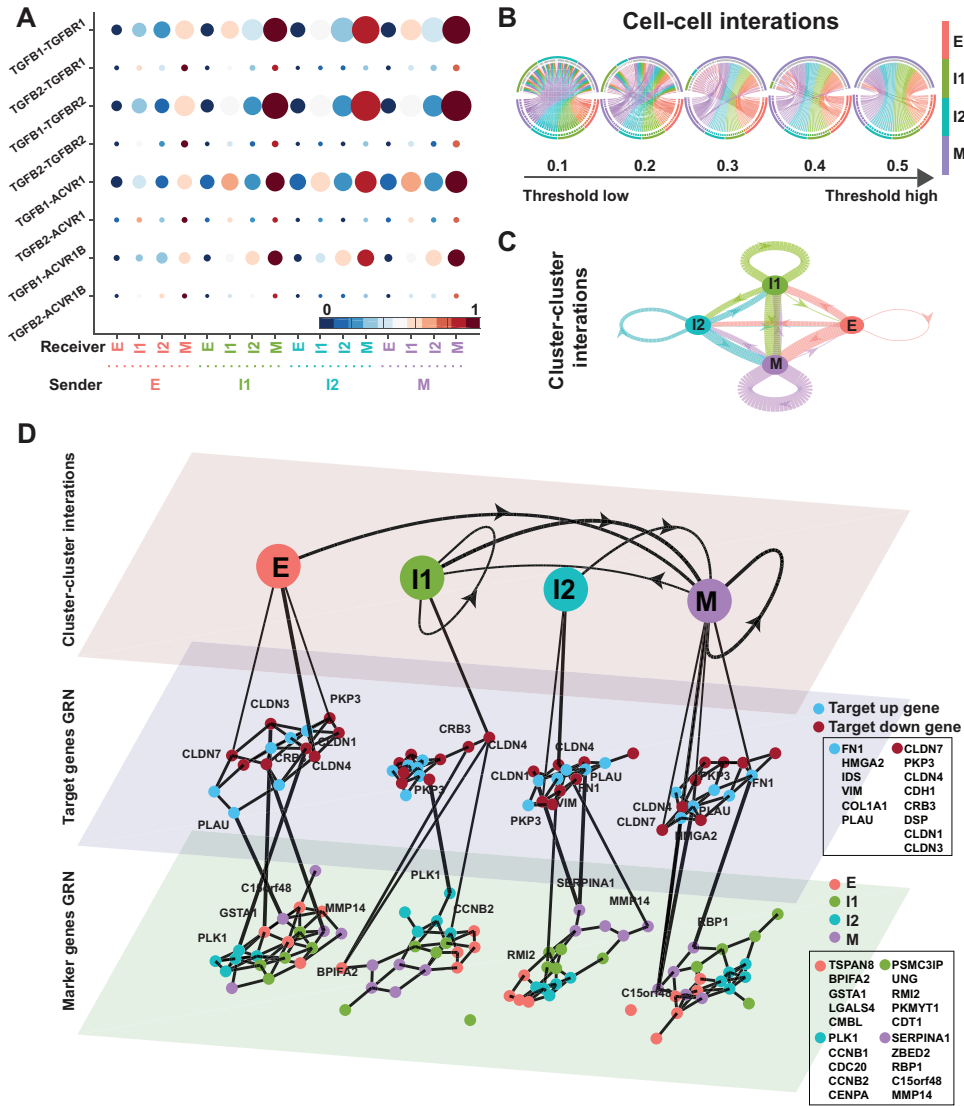 A
TGFB1-TGFBR1
TGFB2-TGFBR1
TGFB1-TGFBR2
TGFB2-TGFBR2
TGFB1-ACVR1
TGFB2-ACVR1
TGFB1-ACVR1B
TGFB2-ACVR1B
0 1
Receiver E I1 I2 M E I1 I2 M E I1 I2 M E I1 I2 M
Sender E I1 I2 M
B
Cell-cell interations
E
I1
I2
M
0.1 0.2 0.3 0.4 0.5
Threshold low Threshold high
C
Cluster-cluster
interations
I1
I2
E
M
D
Cluster-cluster interations
E
I1
I2
M
Target genes GRN
CLDN3
PKP3
CLDN7
CLDN1
CRB3
CLDN4
PLAU
CRB3
CLDN4
PKP3
CLDN4
CLDN1
PLAU
FN1
VIM
PKP3
PKP3
FN1
CLDN4
PLAU
CLDN7
HMGA2
Target up gene
Target down gene
FN1 CLDN7
HMGA2 PKP3
IDS CLDN4
VIM CDH1
COL1A1 CRB3
PLAU DSP
CLDN1
CLDN3
Marker genes GRN
C15orf48
GSTA1
MMP14
PLK1
PLK1
CCNB2
BPIFA2
SERPINA1
MMP14
RMI2
RBP1
C15orf48
E
I1
I2
M
TSPAN8 PSMC3IP
BPIFA2 UNG
GSTA1 RMI2
LGALS4 PKMYT1
CMBL CDT1
PLK1 SERPINA1
CCNB1 ZBED2
CDC20 RBP1
CCNB2 C15orf48
CENPA MMP14